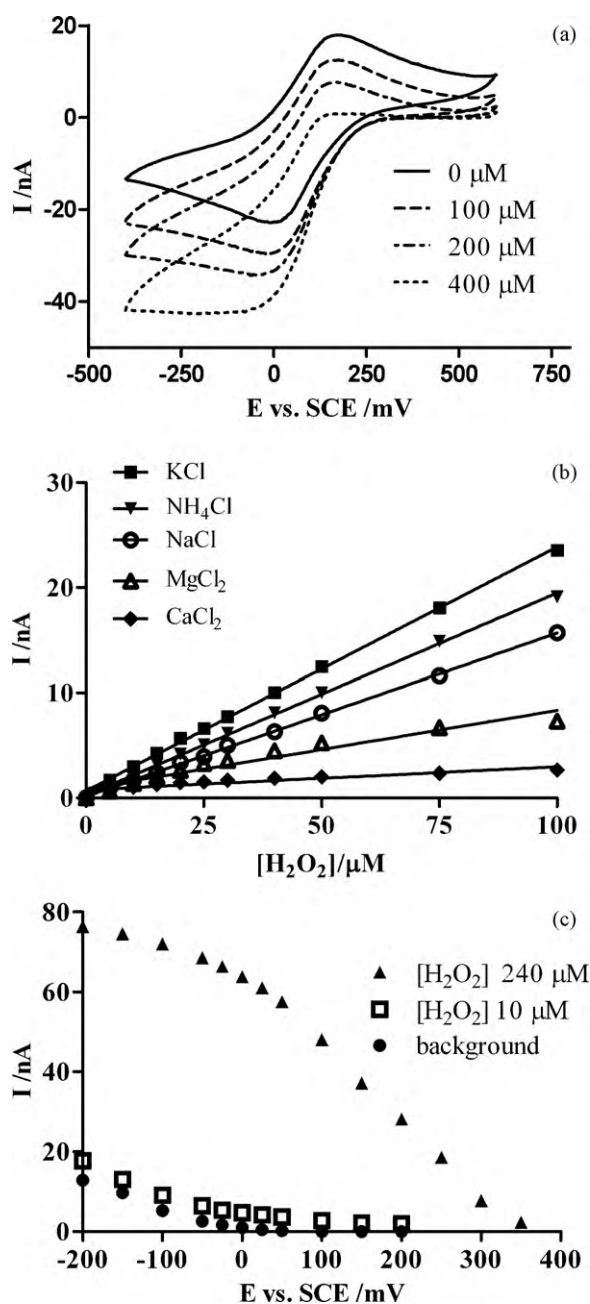 (a)
20
0
-20
-40
I /nA
0 µM
100 µM
200 µM
400 µM
-500 -250 0 250 500 750
E vs. SCE /mV
(b)
30
20
10
0
I /nA
KCl
NH₄Cl
NaCl
MgCl₂
CaCl₂
0 25 50 75 100
[H₂O₂]/µM
(c)
80
60
40
20
0
I /nA
[H₂O₂] 240 µM
[H₂O₂] 10 µM
background
-200 -100 0 100 200 300 400
E vs. SCE /mV